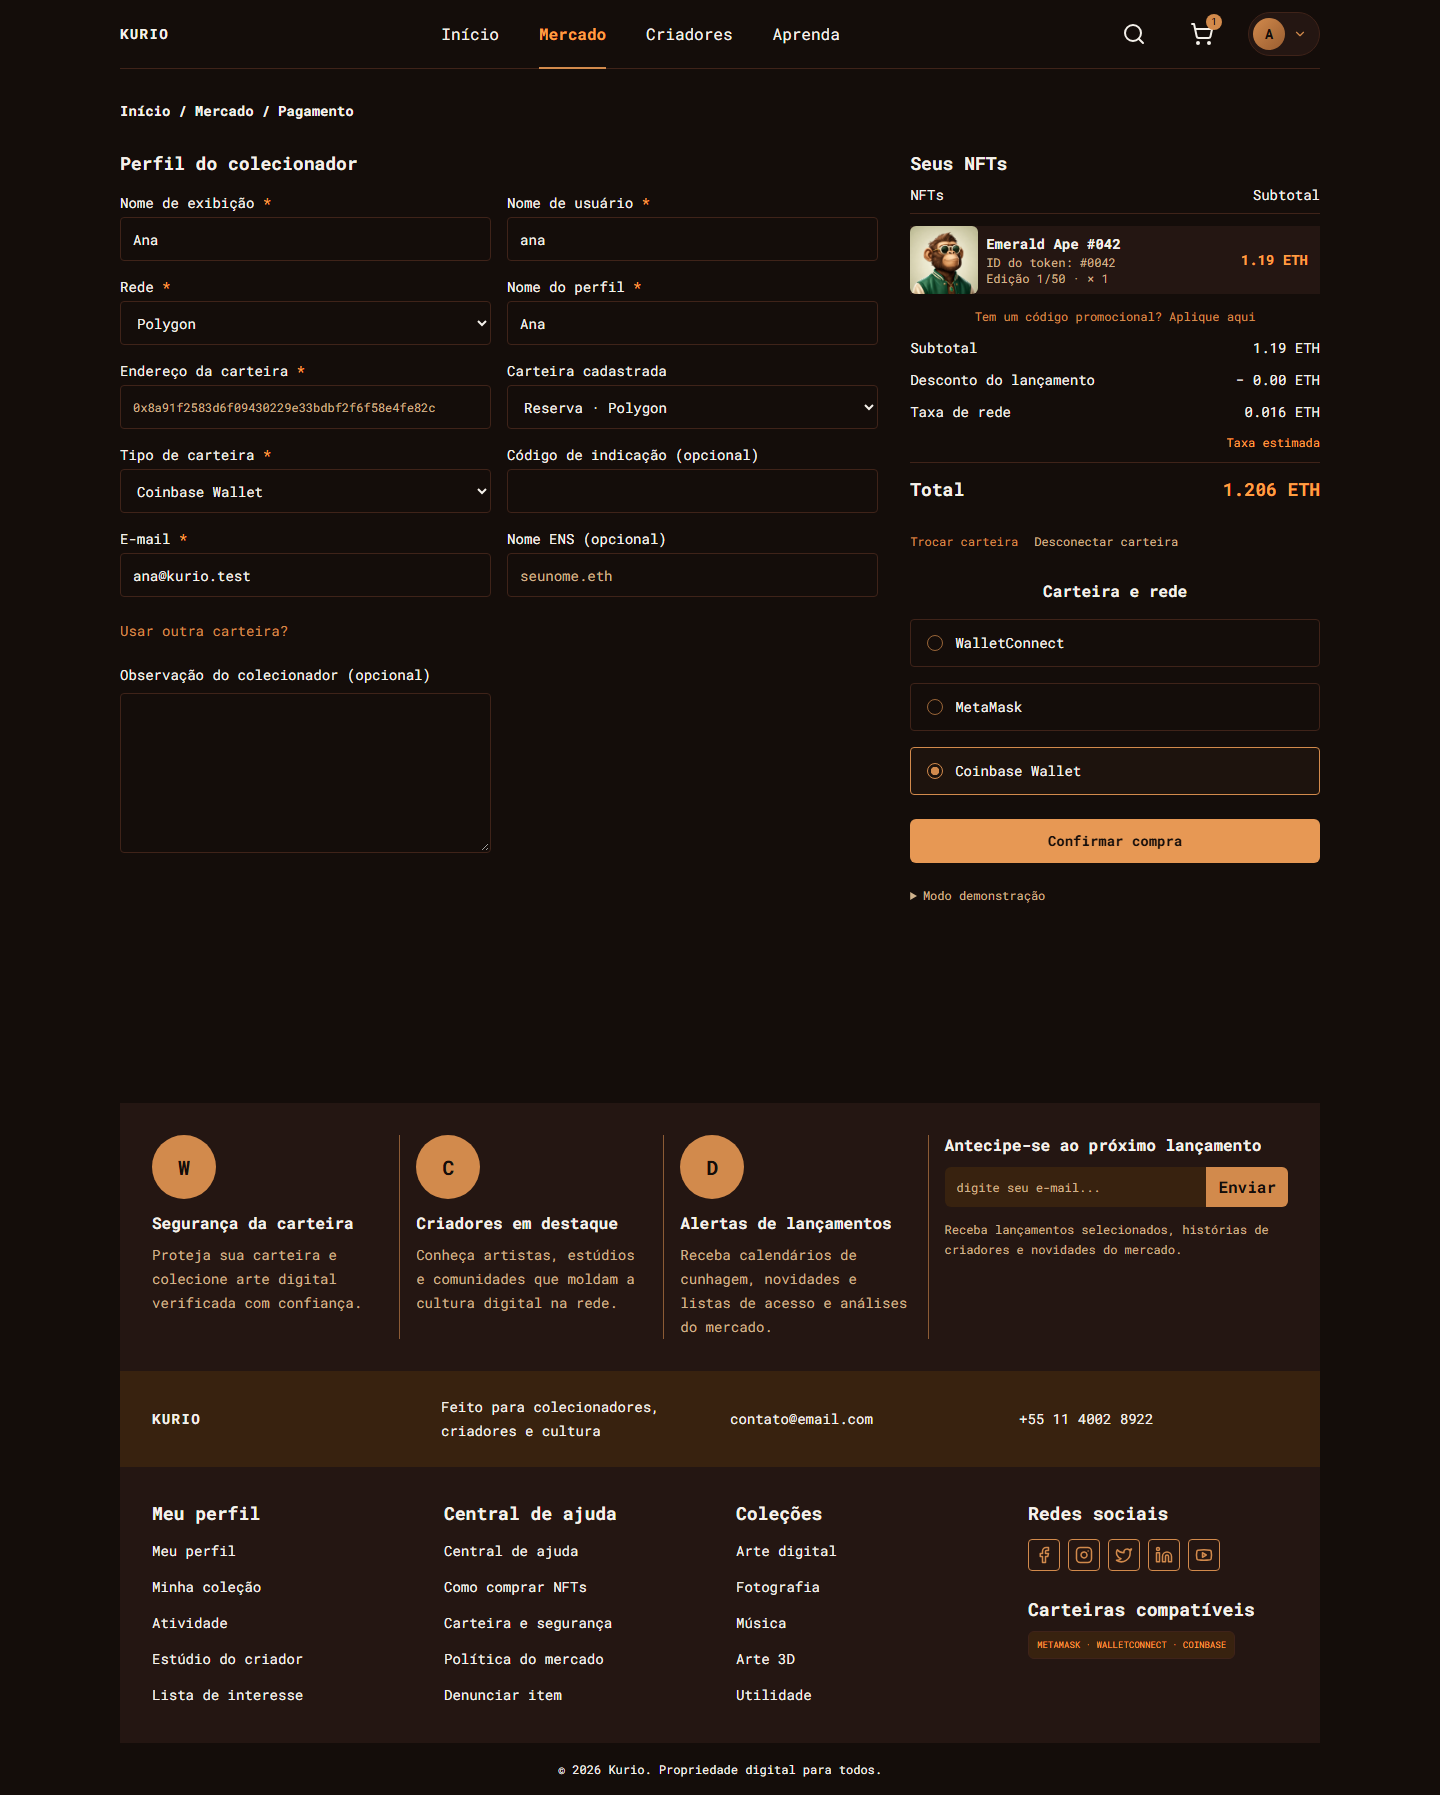 KURIO
Início
Mercado
Criadores
Aprenda
1
A
Início / Mercado / Pagamento
Perfil do colecionador
Nome de exibição *
Ana
Nome de usuário *
ana
Rede *
Polygon
Nome do perfil *
Ana
Endereço da carteira *
0x8a91f2583d6f09430229e33bdbf2f6f58e4fe82c
Carteira cadastrada
Reserva · Polygon
Tipo de carteira *
Coinbase Wallet
Código de indicação (opcional)
E-mail *
ana@kurio.test
Nome ENS (opcional)
seunome.eth
Usar outra carteira?
Observação do colecionador (opcional)
Seus NFTs
NFTs
Subtotal
Emerald Ape #042
ID do token: #0042
Edição 1/50 · × 1
1.19 ETH
Tem um código promocional? Aplique aqui
Subtotal
1.19 ETH
Desconto do lançamento
- 0.00 ETH
Taxa de rede
0.016 ETH
Taxa estimada
Total
1.206 ETH
Trocar carteira
Desconectar carteira
Carteira e rede
WalletConnect
MetaMask
Coinbase Wallet
Confirmar compra
Modo demonstração
W
Segurança da carteira
Proteja sua carteira e
colecione arte digital
verificada com confiança.
C
Criadores em destaque
Conheça artistas, estúdios
e comunidades que moldam a
cultura digital na rede.
D
Alertas de lançamentos
Receba calendários de
cunhagem, novidades e
listas de acesso e análises
do mercado.
Antecipe-se ao próximo lançamento
digite seu e-mail...
Enviar
Receba lançamentos selecionados, histórias de
criadores e novidades do mercado.
KURIO
Feito para colecionadores,
criadores e cultura
contato@email.com
+55 11 4002 8922
Meu perfil
Meu perfil
Minha coleção
Atividade
Estúdio do criador
Lista de interesse
Central de ajuda
Central de ajuda
Como comprar NFTs
Carteira e segurança
Política do mercado
Denunciar item
Coleções
Arte digital
Fotografia
Música
Arte 3D
Utilidade
Redes sociais
Carteiras compatíveis
METAMASK · WALLETCONNECT · COINBASE
© 2026 Kurio. Propriedade digital para todos.